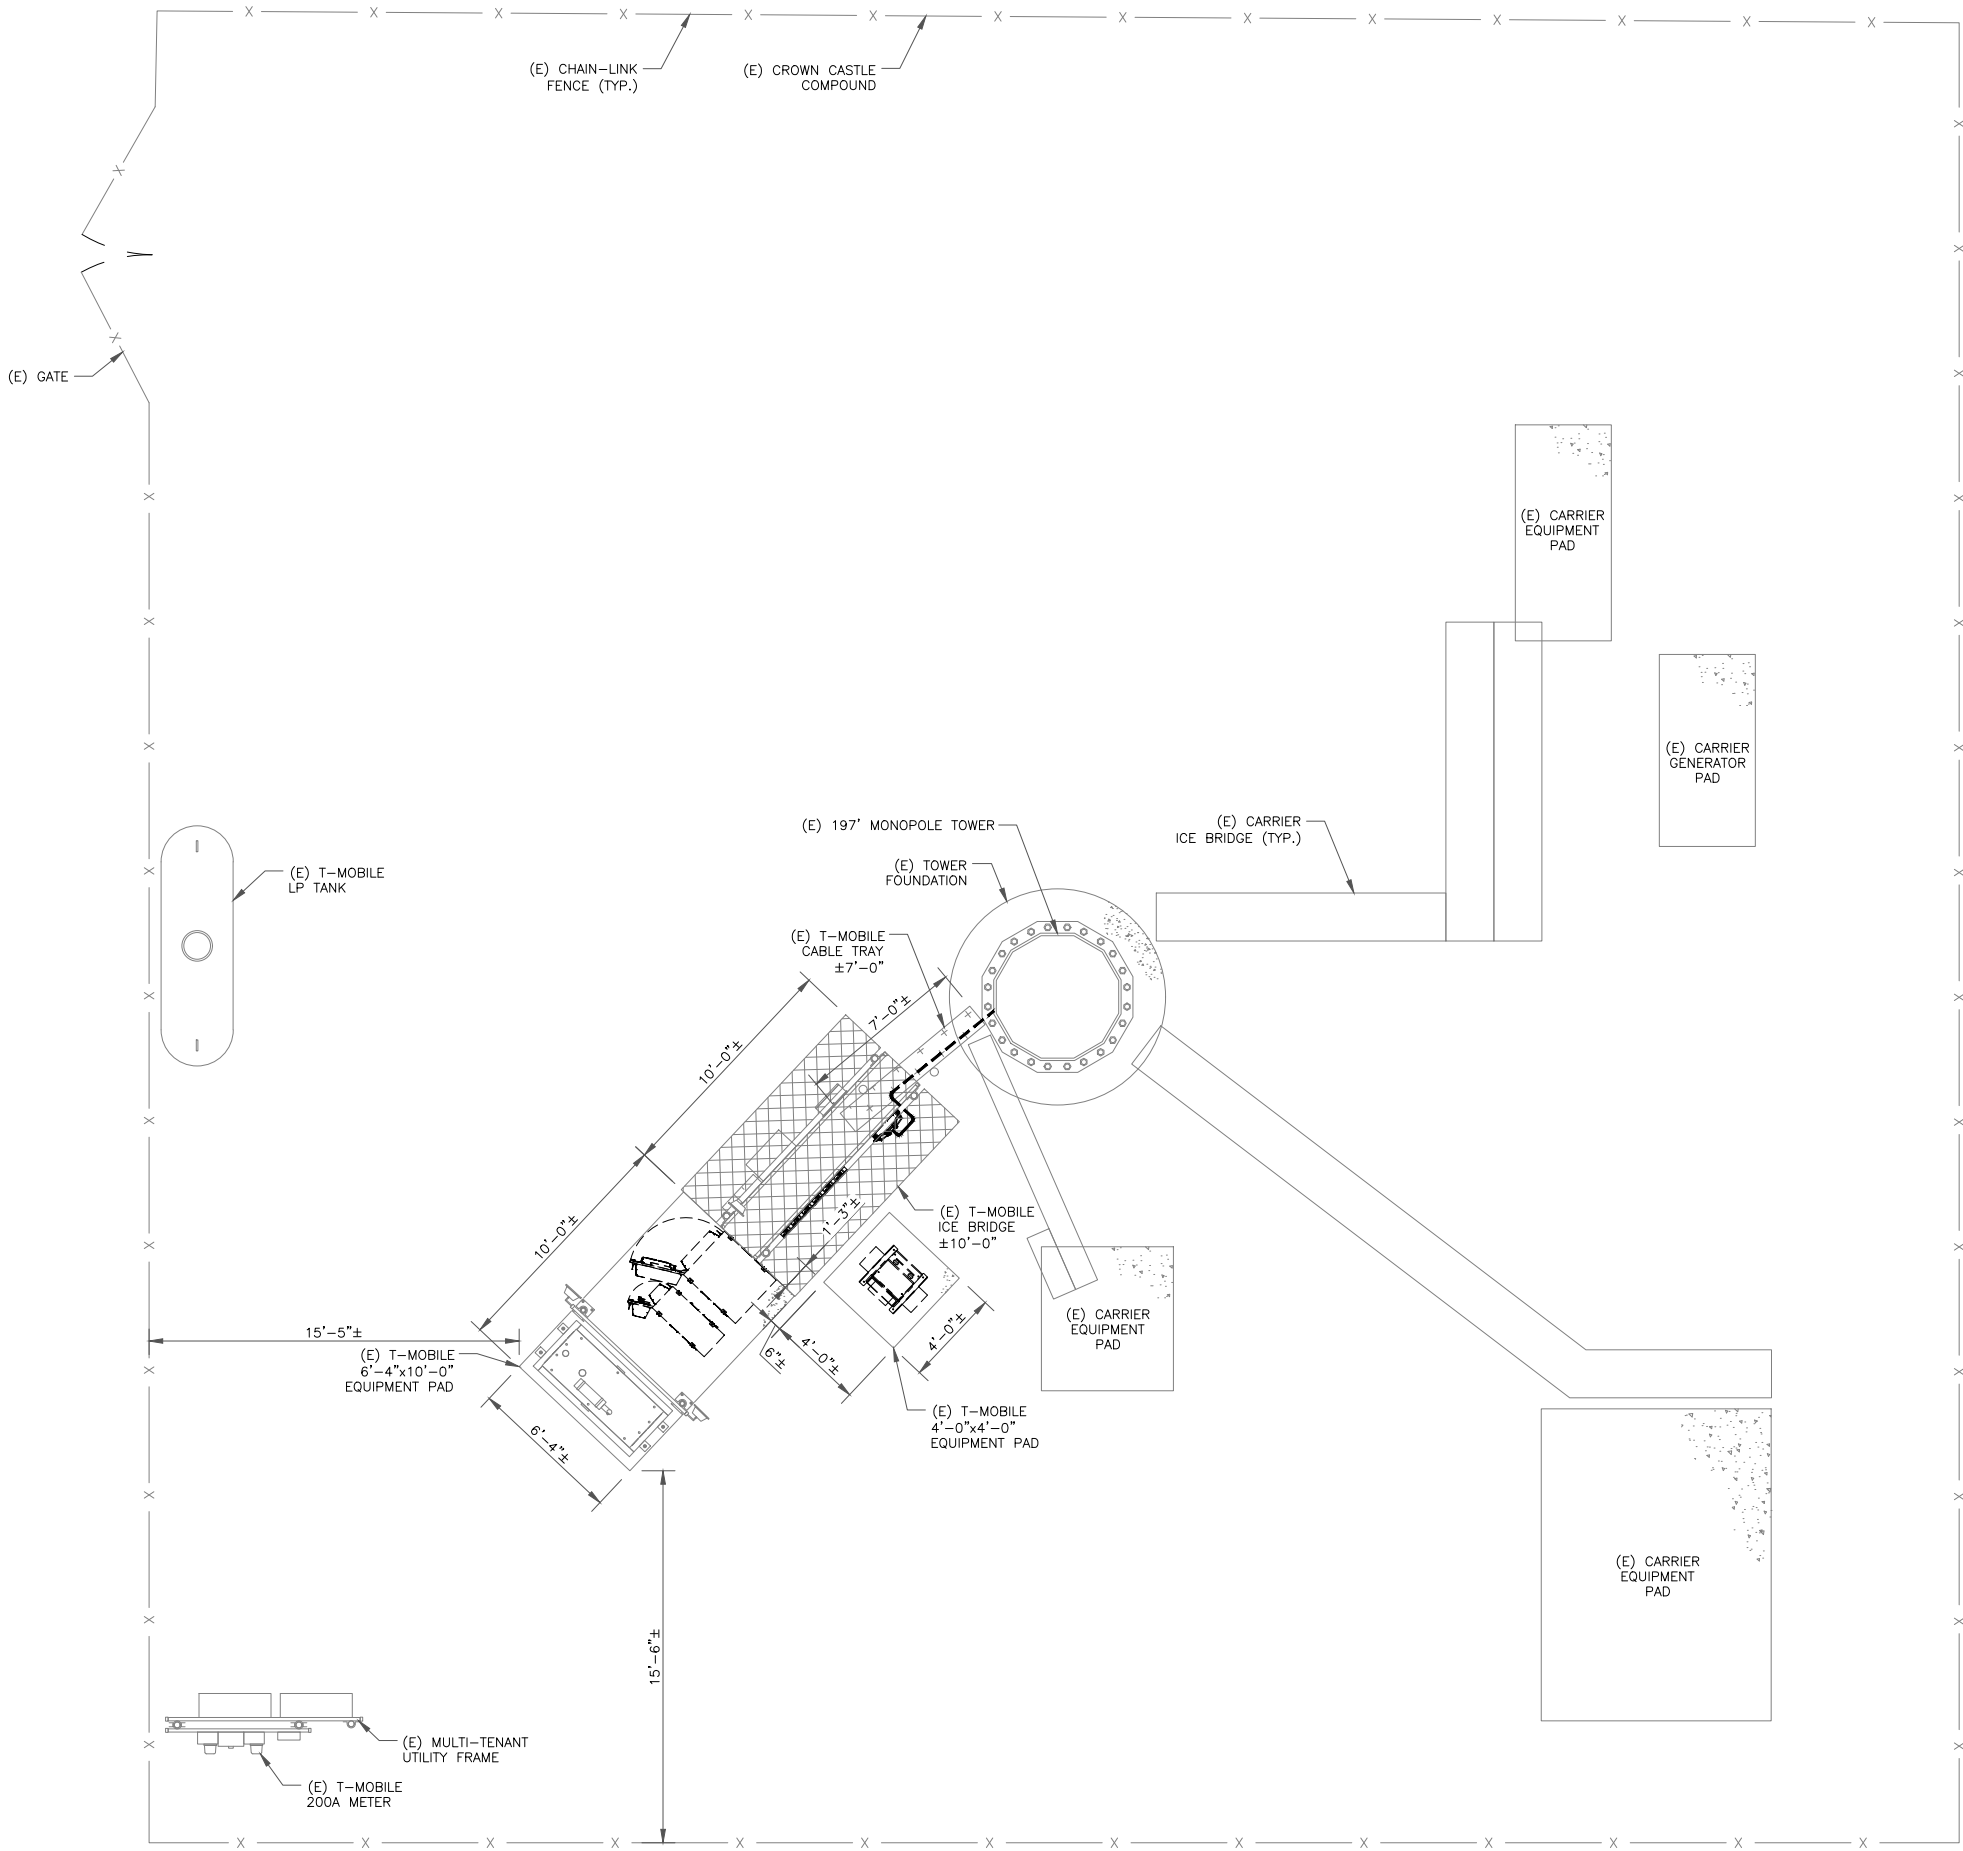 (E) CHAIN-LINK
FENCE (TYP.)
(E) CROWN CASTLE
COMPOUND
(E) GATE
(E) CARRIER
EQUIPMENT
PAD
(E) CARRIER
GENERATOR
PAD
(E) 197' MONOPOLE TOWER
(E) CARRIER
ICE BRIDGE (TYP.)
(E) TOWER
FOUNDATION
(E) T-MOBILE
LP TANK
(E) T-MOBILE
CABLE TRAY
±7'-0"
7'-0"±
10'-0"±
10'-0"±
1'-3"±
(E) T-MOBILE
ICE BRIDGE
±10'-0"
15'-5"±
(E) T-MOBILE
6'-4"x10'-0"
EQUIPMENT PAD
6"±
4'-0"±
4'-0"±
(E) CARRIER
EQUIPMENT
PAD
6'-4"±
(E) T-MOBILE
4'-0"x4'-0"
EQUIPMENT PAD
15'-6"±
(E) CARRIER
EQUIPMENT
PAD
(E) MULTI-TENANT
UTILITY FRAME
(E) T-MOBILE
200A METER